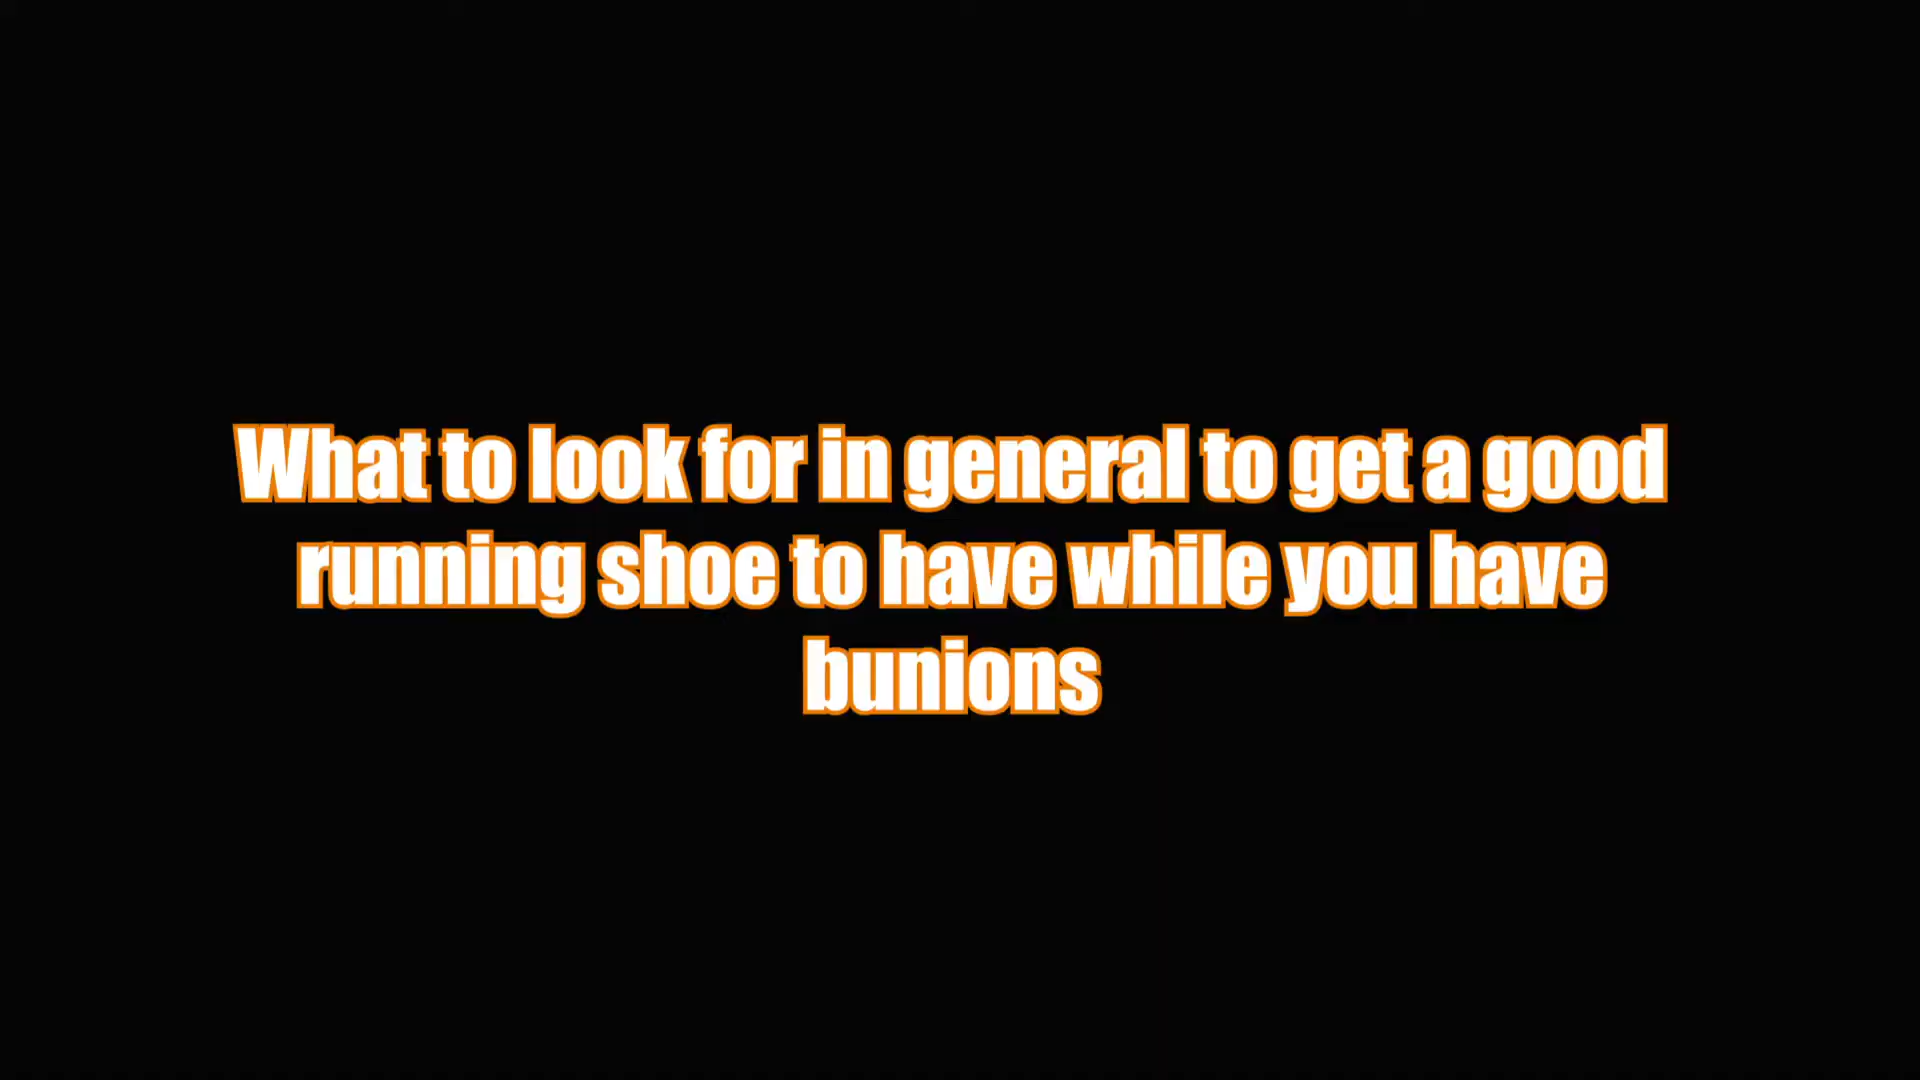 What to look for in general to get a good
running shoe to have while you have
bunions